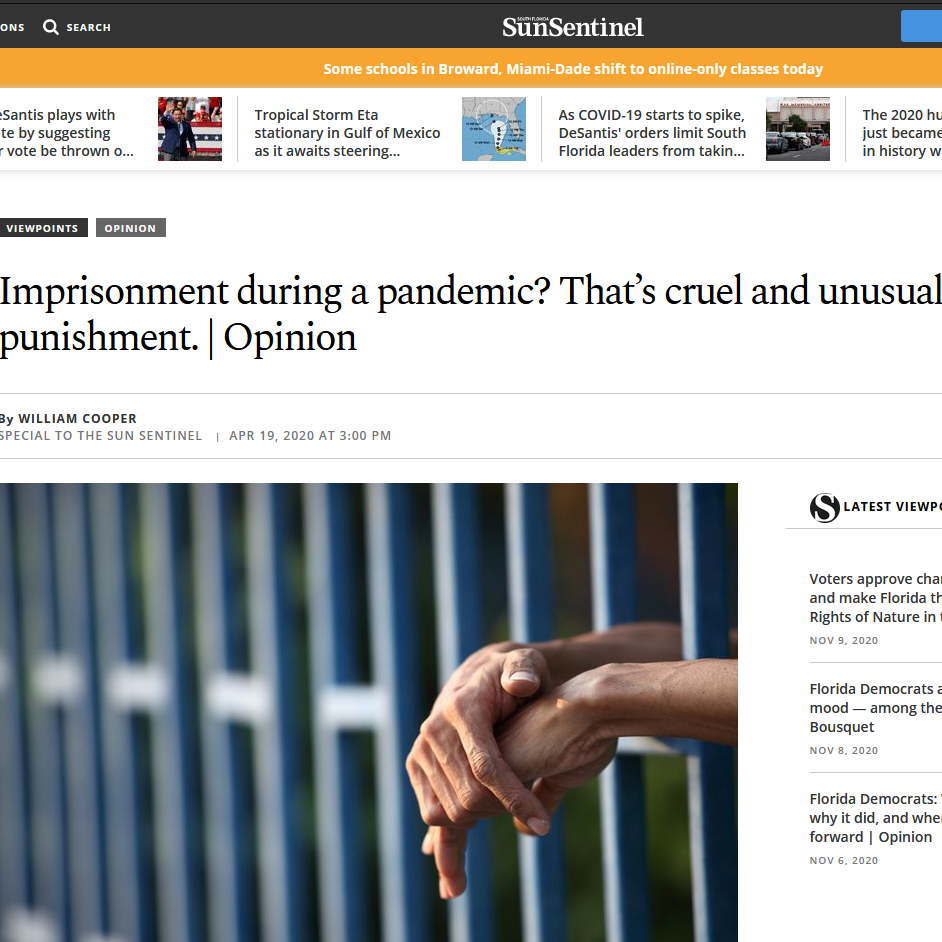 ONS SEARCH SOUTH FLORIDA SunSentinel
Some schools in Broward, Miami-Dade shift to online-only classes today
eSantis plays with
te by suggesting
r vote be thrown o...
Tropical Storm Eta
stationary in Gulf of Mexico
as it awaits steering...
As COVID-19 starts to spike,
DeSantis' orders limit South
Florida leaders from takin...
The 2020 hu
just became
in history w
VIEWPOINTS OPINION
Imprisonment during a pandemic? That’s cruel and unusual
punishment. | Opinion
By WILLIAM COOPER
SPECIAL TO THE SUN SENTINEL | APR 19, 2020 AT 3:00 PM
S LATEST VIEWPO
Voters approve cha
and make Florida th
Rights of Nature in
NOV 9, 2020
Florida Democrats a
mood — among the
Bousquet
NOV 8, 2020
Florida Democrats:
why it did, and whe
forward | Opinion
NOV 6, 2020